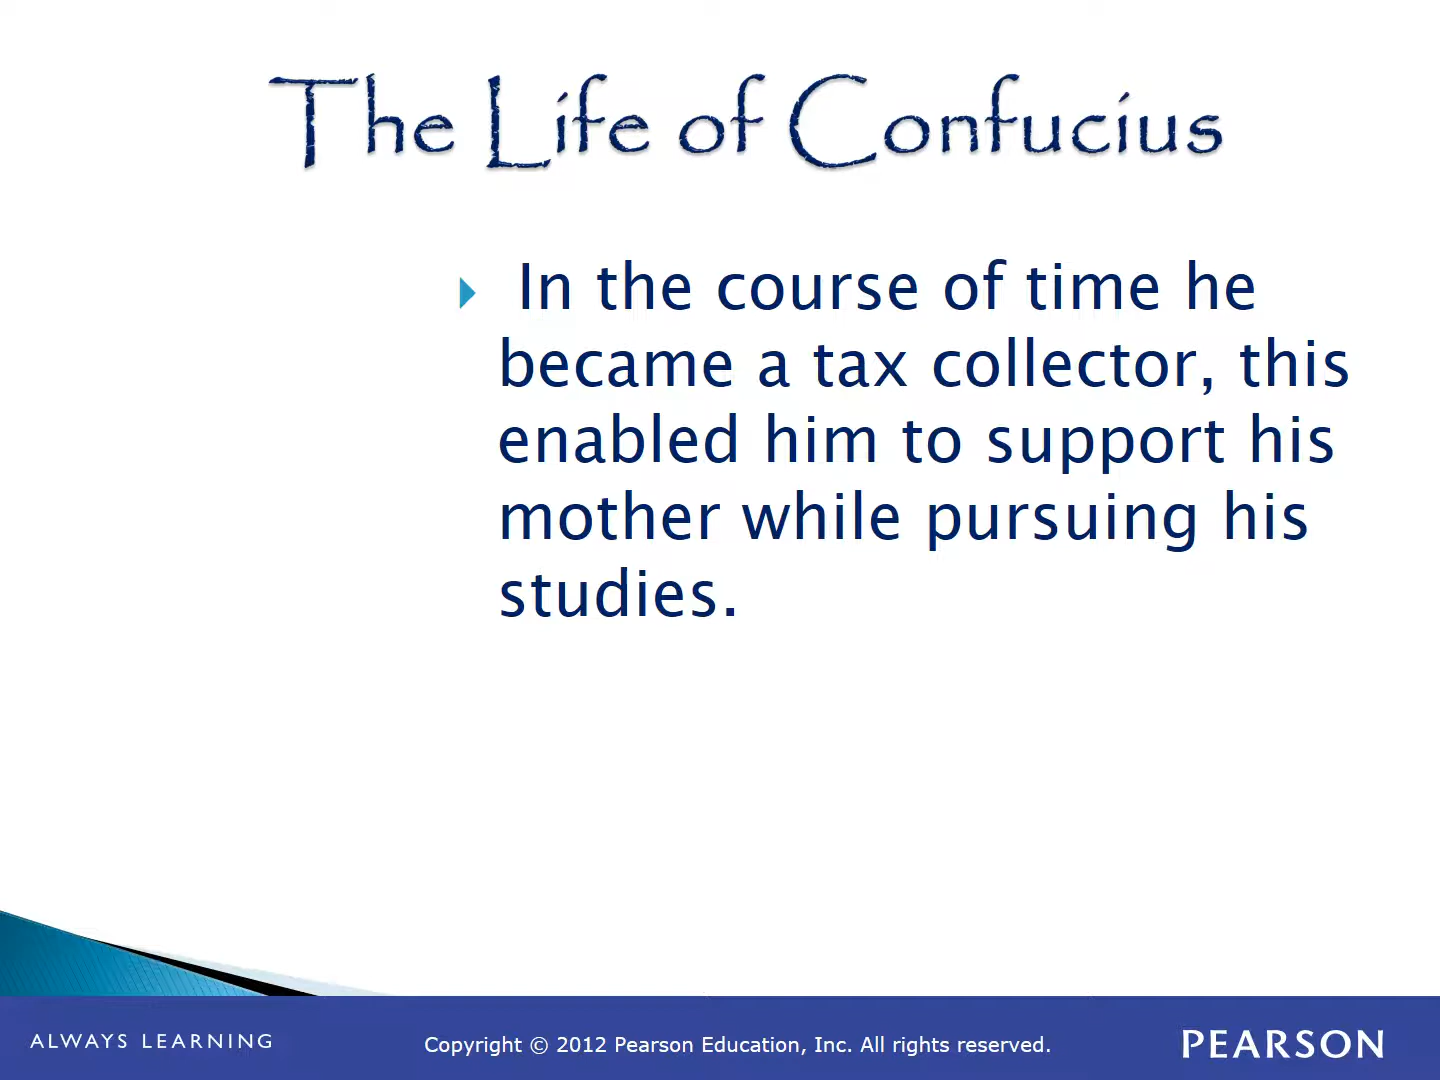 The Life of Confucius
In the course of time he
became a tax collector, this
enabled him to support his
mother while pursuing his
studies.
ALWAYS LEARNING
Copyright © 2012 Pearson Education, Inc. All rights reserved.
PEARSON